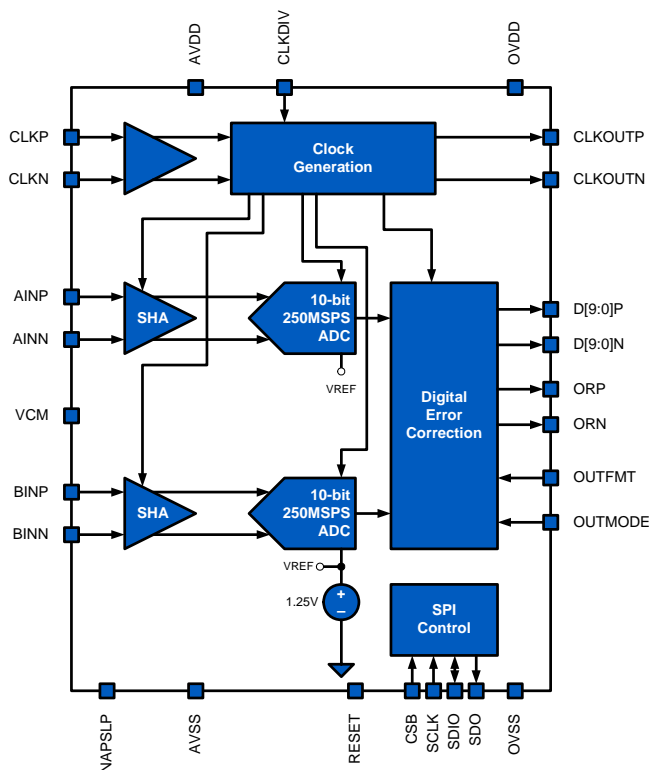 AVDD
CLKDIV
OVDD
CLKP
CLKN
Clock
Generation
CLKOUTP
CLKOUTN
AINP
AINN
SHA
10-bit
250MSPS
ADC
VREF
D[9:0]P
D[9:0]N
ORP
ORN
OUTFMT
OUTMODE
Digital
Error
Correction
VCM
BINP
BINN
SHA
10-bit
250MSPS
ADC
VREF
1.25V
+
–
SPI
Control
NAPSLP
AVSS
RESET
CSB
SCLK
SDIO
SDO
OVSS